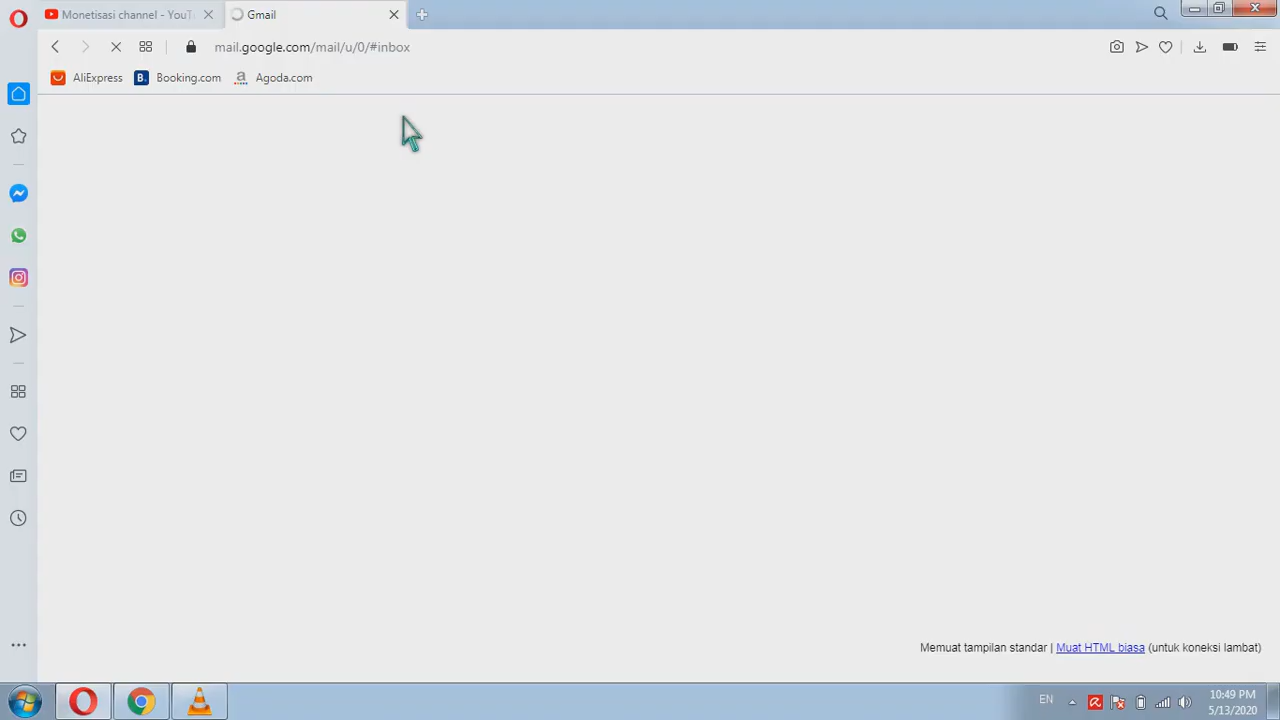 Monetisasi channel - YouT
Gmail
mail.google.com/mail/u/0/#inbox
AliExpress
B.
Booking.com
a
Agoda.com
Memuat tampilan standar | Muat HTML biasa (untuk koneksi lambat)
EN
10:49 PM
5/13/2020